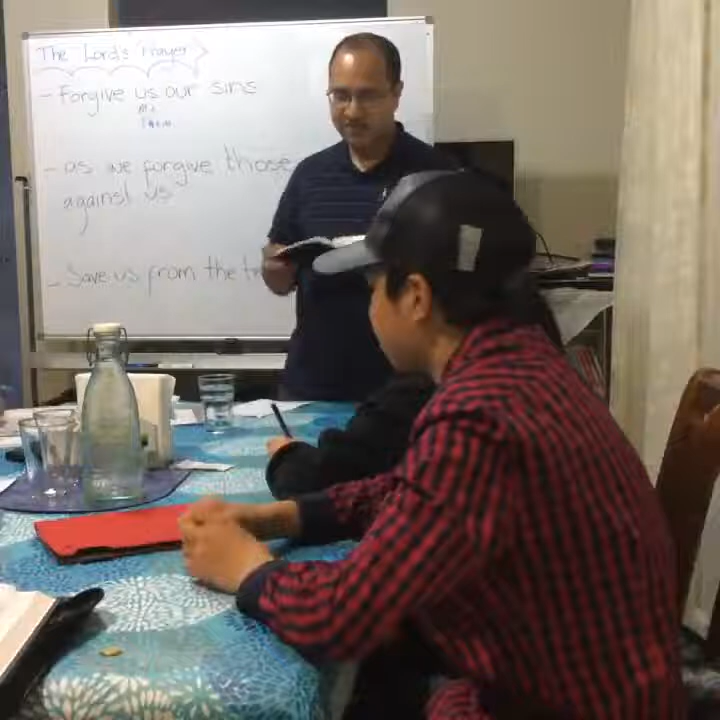 The Lord's Prayer
- Forgive us our sins
- as we forgive those
against us
- Save us from the